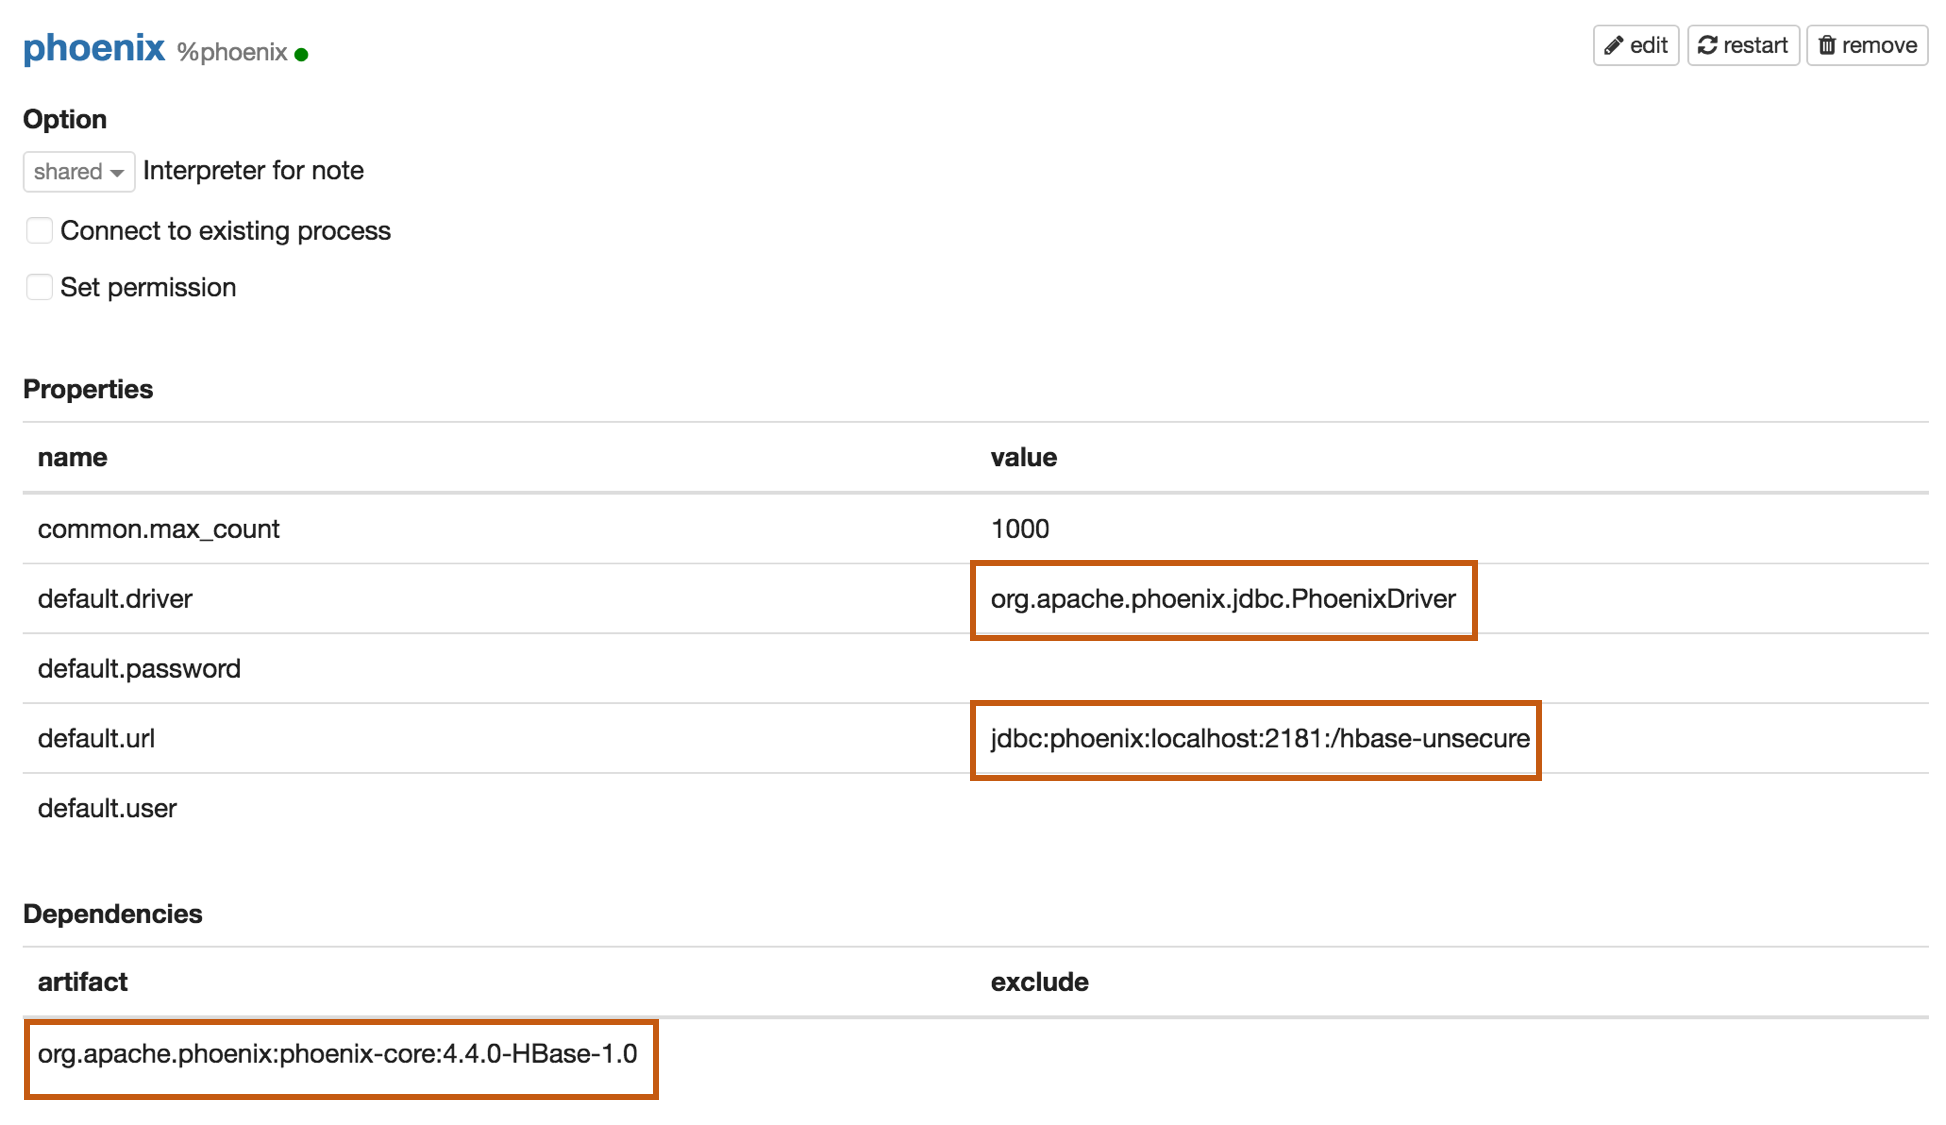 phoenix %phoenix
edit restart remove
Option
shared Interpreter for note
Connect to existing process
Set permission
Properties
name value
common.max_count 1000
default.driver org.apache.phoenix.jdbc.PhoenixDriver
default.password
default.url jdbc:phoenix:localhost:2181:/hbase-unsecure
default.user
Dependencies
artifact exclude
org.apache.phoenix:phoenix-core:4.4.0-HBase-1.0